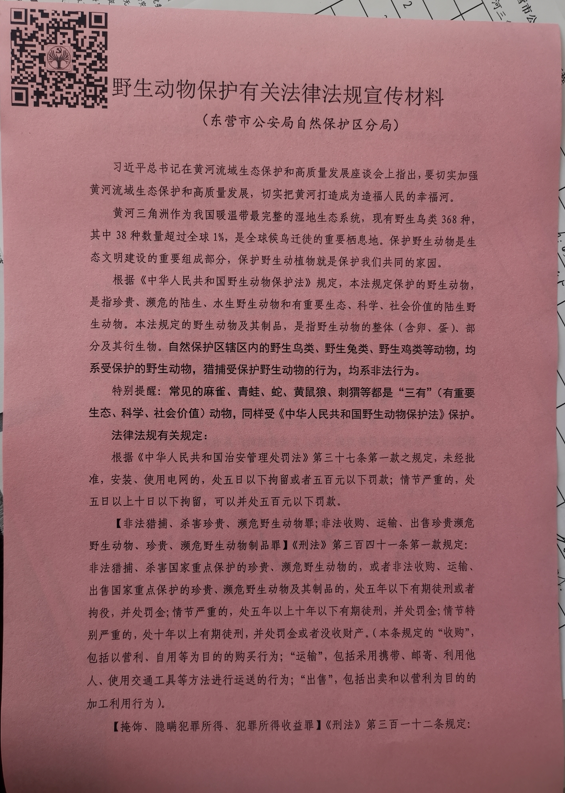 野生动物保护有关法律法规宣传材料
（东营市公安局自然保护区分局）
习近平总书记在黄河流域生态保护和高质量发展座谈会上指出，要切实加强
黄河流域生态保护和高质量发展，切实把黄河打造成为造福人民的幸福河。
黄河三角洲作为我国暖温带最完整的湿地生态系统，现有野生鸟类 368 种，
其中 38 种数量超过全球 1%，是全球候鸟迁徙的重要栖息地。保护野生动物是生
态文明建设的重要组成部分，保护野生动植物就是保护我们共同的家园。
根据《中华人民共和国野生动物保护法》规定，本法规定保护的野生动物，
是指珍贵、濒危的陆生、水生野生动物和有重要生态、科学、社会价值的陆生野
生动物。本法规定的野生动物及其制品，是指野生动物的整体（含卵、蛋）、部
分及其衍生物。自然保护区辖区内的野生鸟类、野生兔类、野生鸡类等动物，均
系受保护的野生动物，猎捕受保护野生动物的行为，均系非法行为。
特别提醒：常见的麻雀、青蛙、蛇、黄鼠狼、刺猬等都是“三有”（有重要
生态、科学、社会价值）动物，同样受《中华人民共和国野生动物保护法》保护。
法律法规有关规定：
根据《中华人民共和国治安管理处罚法》第三十七条第一款之规定，未经批
准，安装、使用电网的，处五日以下拘留或者五百元以下罚款；情节严重的，处
五日以上十日以下拘留，可以并处五百元以下罚款。
【非法猎捕、杀害珍贵、濒危野生动物罪；非法收购、运输、出售珍贵濒危
野生动物、珍贵、濒危野生动物制品罪】《刑法》第三百四十一条第一款规定：
非法猎捕、杀害国家重点保护的珍贵、濒危野生动物的，或者非法收购、运输、
出售国家重点保护的珍贵、濒危野生动物及其制品的，处五年以下有期徒刑或者
拘役，并处罚金；情节严重的，处五年以上十年以下有期徒刑，并处罚金；情节特
别严重的，处十年以上有期徒刑，并处罚金或者没收财产。（本条规定的“收购”，
包括以营利、自用等为目的的购买行为；“运输”，包括采用携带、邮寄、利用他
人、使用交通工具等方法进行运送的行为；“出售”，包括出卖和以营利为目的的
加工利用行为）。
【掩饰、隐瞒犯罪所得、犯罪所得收益罪】《刑法》第三百一十二条规定：